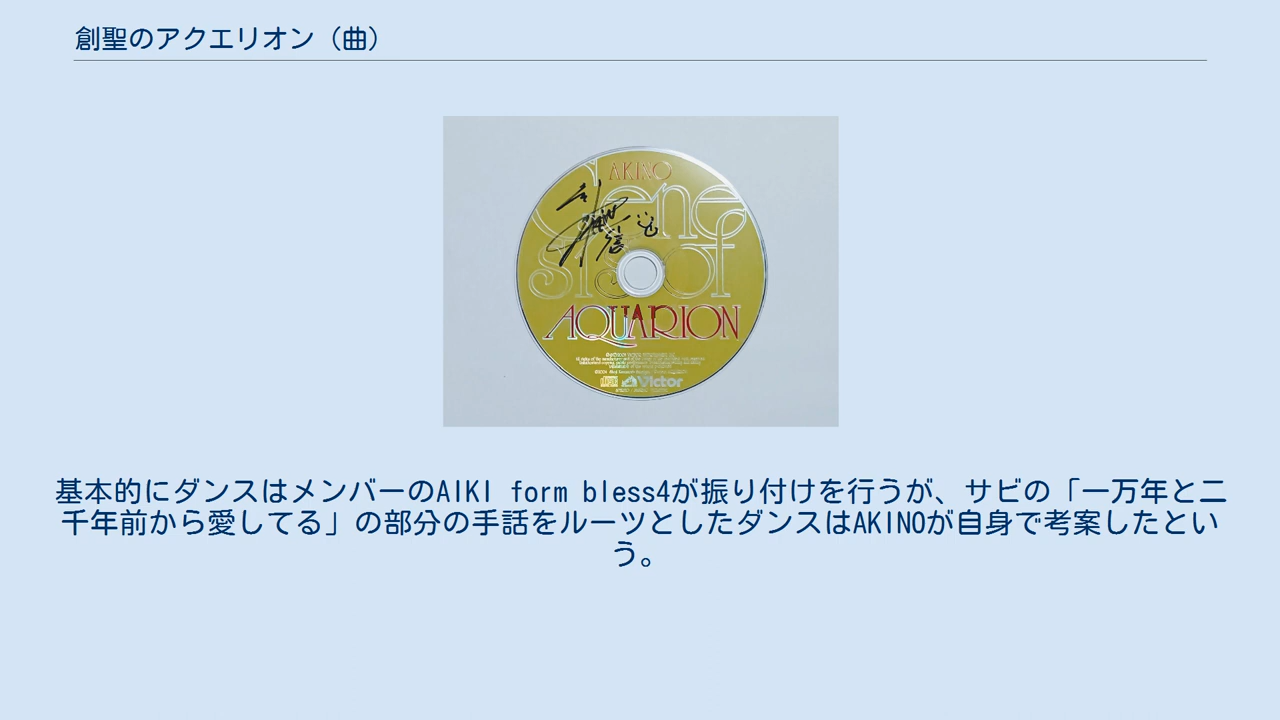 創聖のアクエリオン（曲）
AKINO
Gene
sis of
AQUARION
Victor
基本的にダンスはメンバーのAIKI form bless4が振り付けを行うが、サビの「一万年と二
千年前から愛してる」の部分の手話をルーツとしたダンスはAKINOが自身で考案したとい
う。